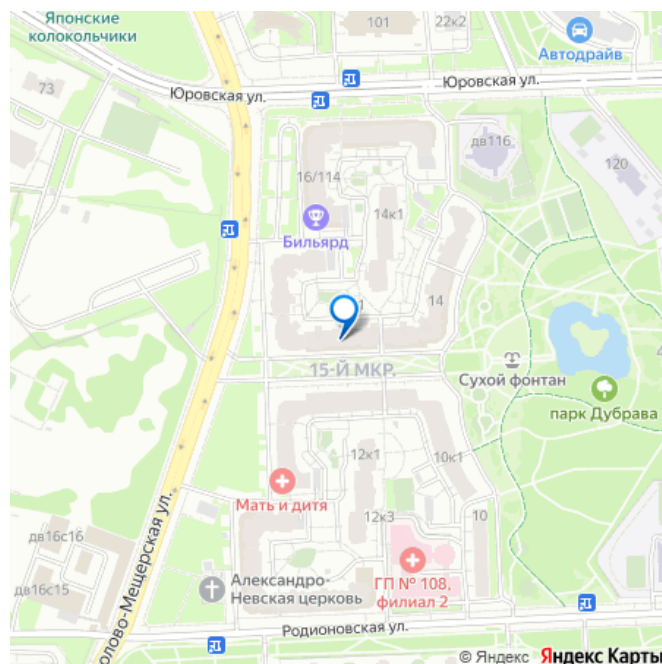 Японские
колокольчики
101
22к2
Автодрайв
73
Юровская ул.
Юровская ул.
дв116
120
16/114
14к1
Бильярд
1
14
15-Й МКР.
Сухой фонтан
парк Дубрава
12к1
10к1
Мать и дитя
12к3
10
дв16с16
дв16с15
ГП № 108,
филиал 2
Александро-
Невская церковь
олово-Мещерская ул.
Родионовская ул.
© Яндекс Яндекс Карты